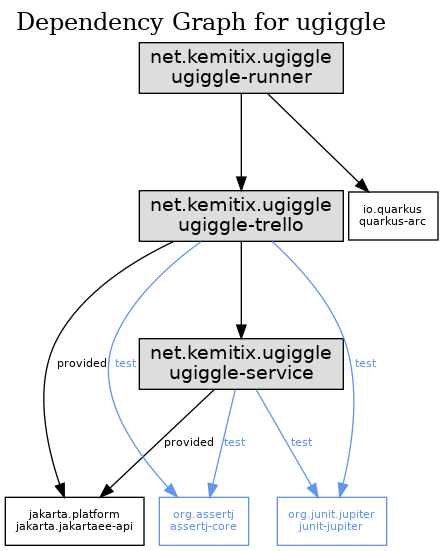 Dependency Graph for ugiggle
net.kemitix.ugiggle
ugiggle-runner
net.kemitix.ugiggle
ugiggle-trello
io.quarkus
quarkus-arc
net.kemitix.ugiggle
ugiggle-service
provided
test
test
provided
test
test
jakarta.platform
jakarta.jakartaee-api
org.assertj
assertj-core
org.junit.jupiter
junit-jupiter